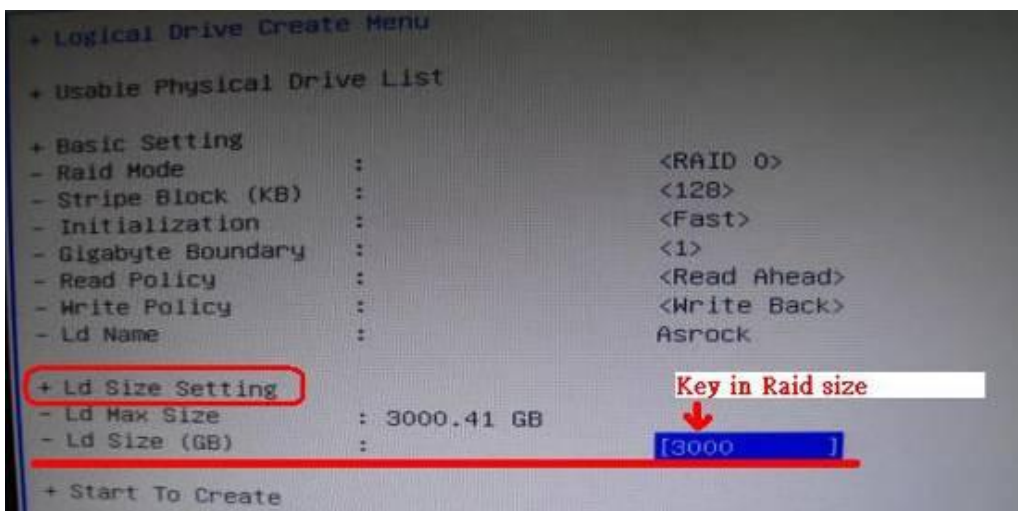 + Logical Drive Create Menu
+ Usable Physical Drive List
+ Basic Setting
- Raid Mode : <RAID 0>
- Stripe Block (KB) : <128>
- Initialization : <Fast>
- Gigabyte Boundary : <1>
- Read Policy : <Read Ahead>
- Write Policy : <Write Back>
- Ld Name : Asrock
+ Ld Size Setting
Key in Raid size
- Ld Max Size : 3000.41 GB
- Ld Size (GB) : [3000 ]
+ Start To Create